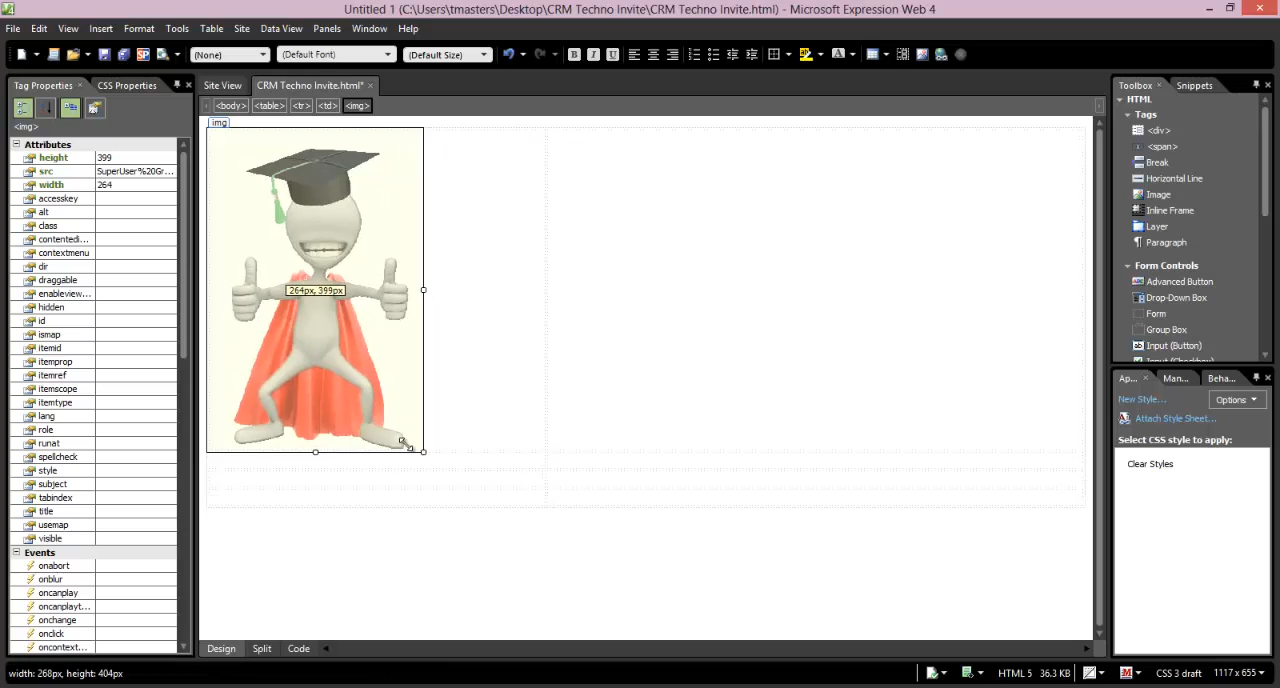 Untitled 1 (C:\Users\tmasters\Desktop\CRM Techno Invite\CRM Techno Invite.html) - Microsoft Expression Web 4
File Edit View Insert Format Tools Table Site Data View Panels Window Help
(None) (Default Font) (Default Size) B I U A
Tag Properties CSS Properties
<img>
Attributes
height 399
src SuperUser%20Gr...
width 264
accesskey
alt
class
contentedi...
contextmenu
dir
draggable
enableview...
hidden
id
ismap
itemid
itemprop
itemref
itemscope
itemtype
lang
role
runat
spellcheck
style
subject
tabindex
title
usemap
visible
Events
onabort
onblur
oncanplay
oncanplayt...
onchange
onclick
oncontext...
Site View CRM Techno Invite.html*
<body> <table> <tr> <td> <img>
img
264px, 399px
Design Split Code
Toolbox Snippets
HTML
Tags
<div>
<span>
Break
Horizontal Line
Image
Inline Frame
Layer
Paragraph
Form Controls
Advanced Button
Drop-Down Box
Form
Group Box
Input (Button)
Input (Checkbox)
Ap... Man... Beha...
New Style... Options
Attach Style Sheet...
Select CSS style to apply:
Clear Styles
width: 268px, height: 404px
HTML 5 36.3 KB CSS 3 draft 1117 x 655